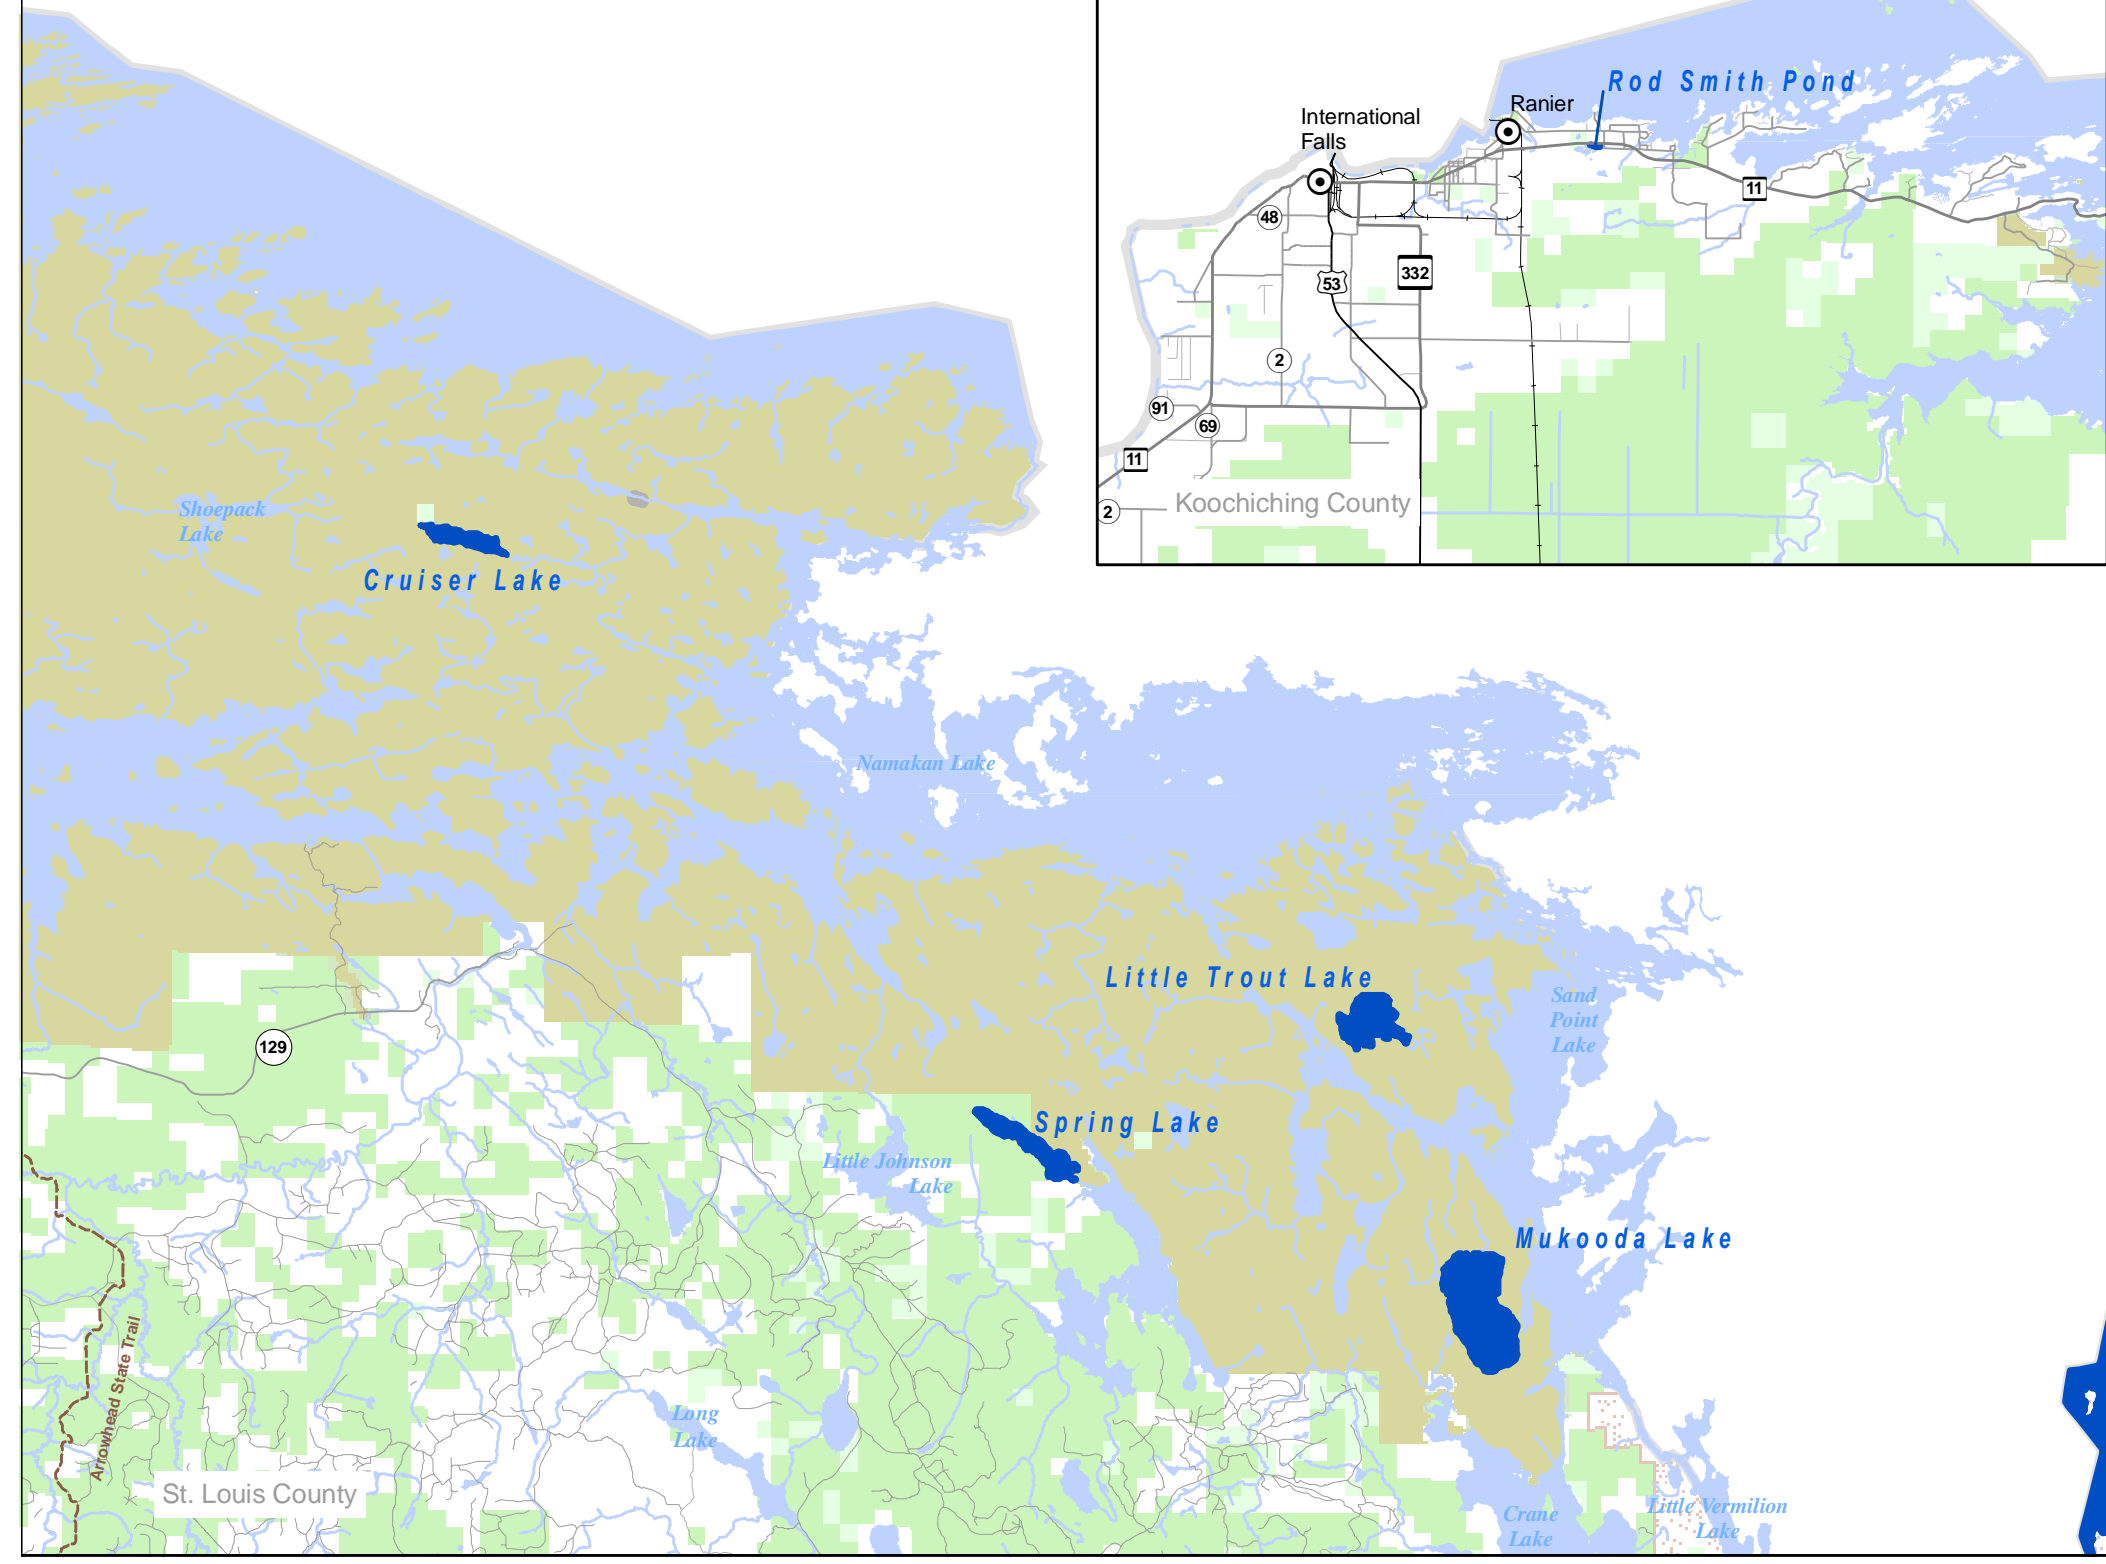 Rod Smith Pond
Ranier
International
Falls
11
48
332
53
2
91
69
11
Koochiching County
2
Shoepack
Lake
Cruiser Lake
Namakan Lake
Little Trout Lake
Sand
Point
Lake
129
Spring Lake
Little Johnson
Lake
Mukooda Lake
Arrowhead State Trail
Long
Lake
St. Louis County
Crane
Lake
Little Vermilion
Lake